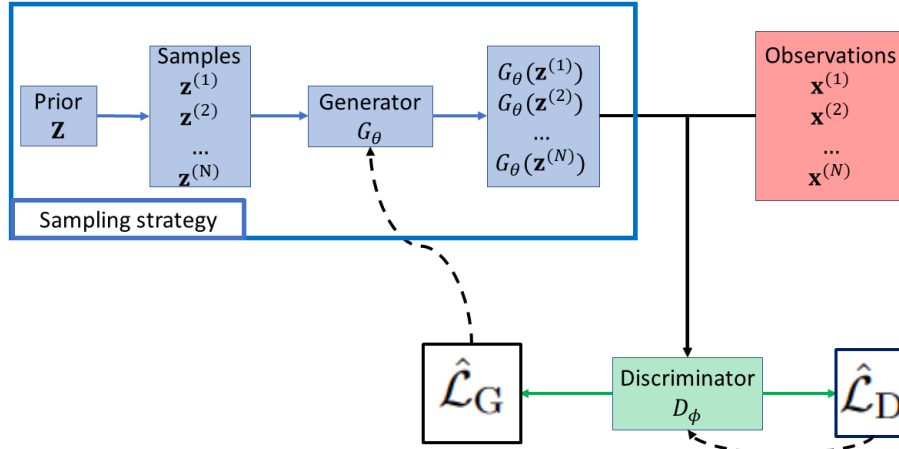 Prior
Z
Samples
z^(1)
z^(2)
...
z^(N)
Generator
G_θ
G_θ(z^(1))
G_θ(z^(2))
...
G_θ(z^(N))
Observations
x^(1)
x^(2)
...
x^(N)
Sampling strategy
ℒ̂_G
Discriminator
D_ϕ
ℒ̂_D